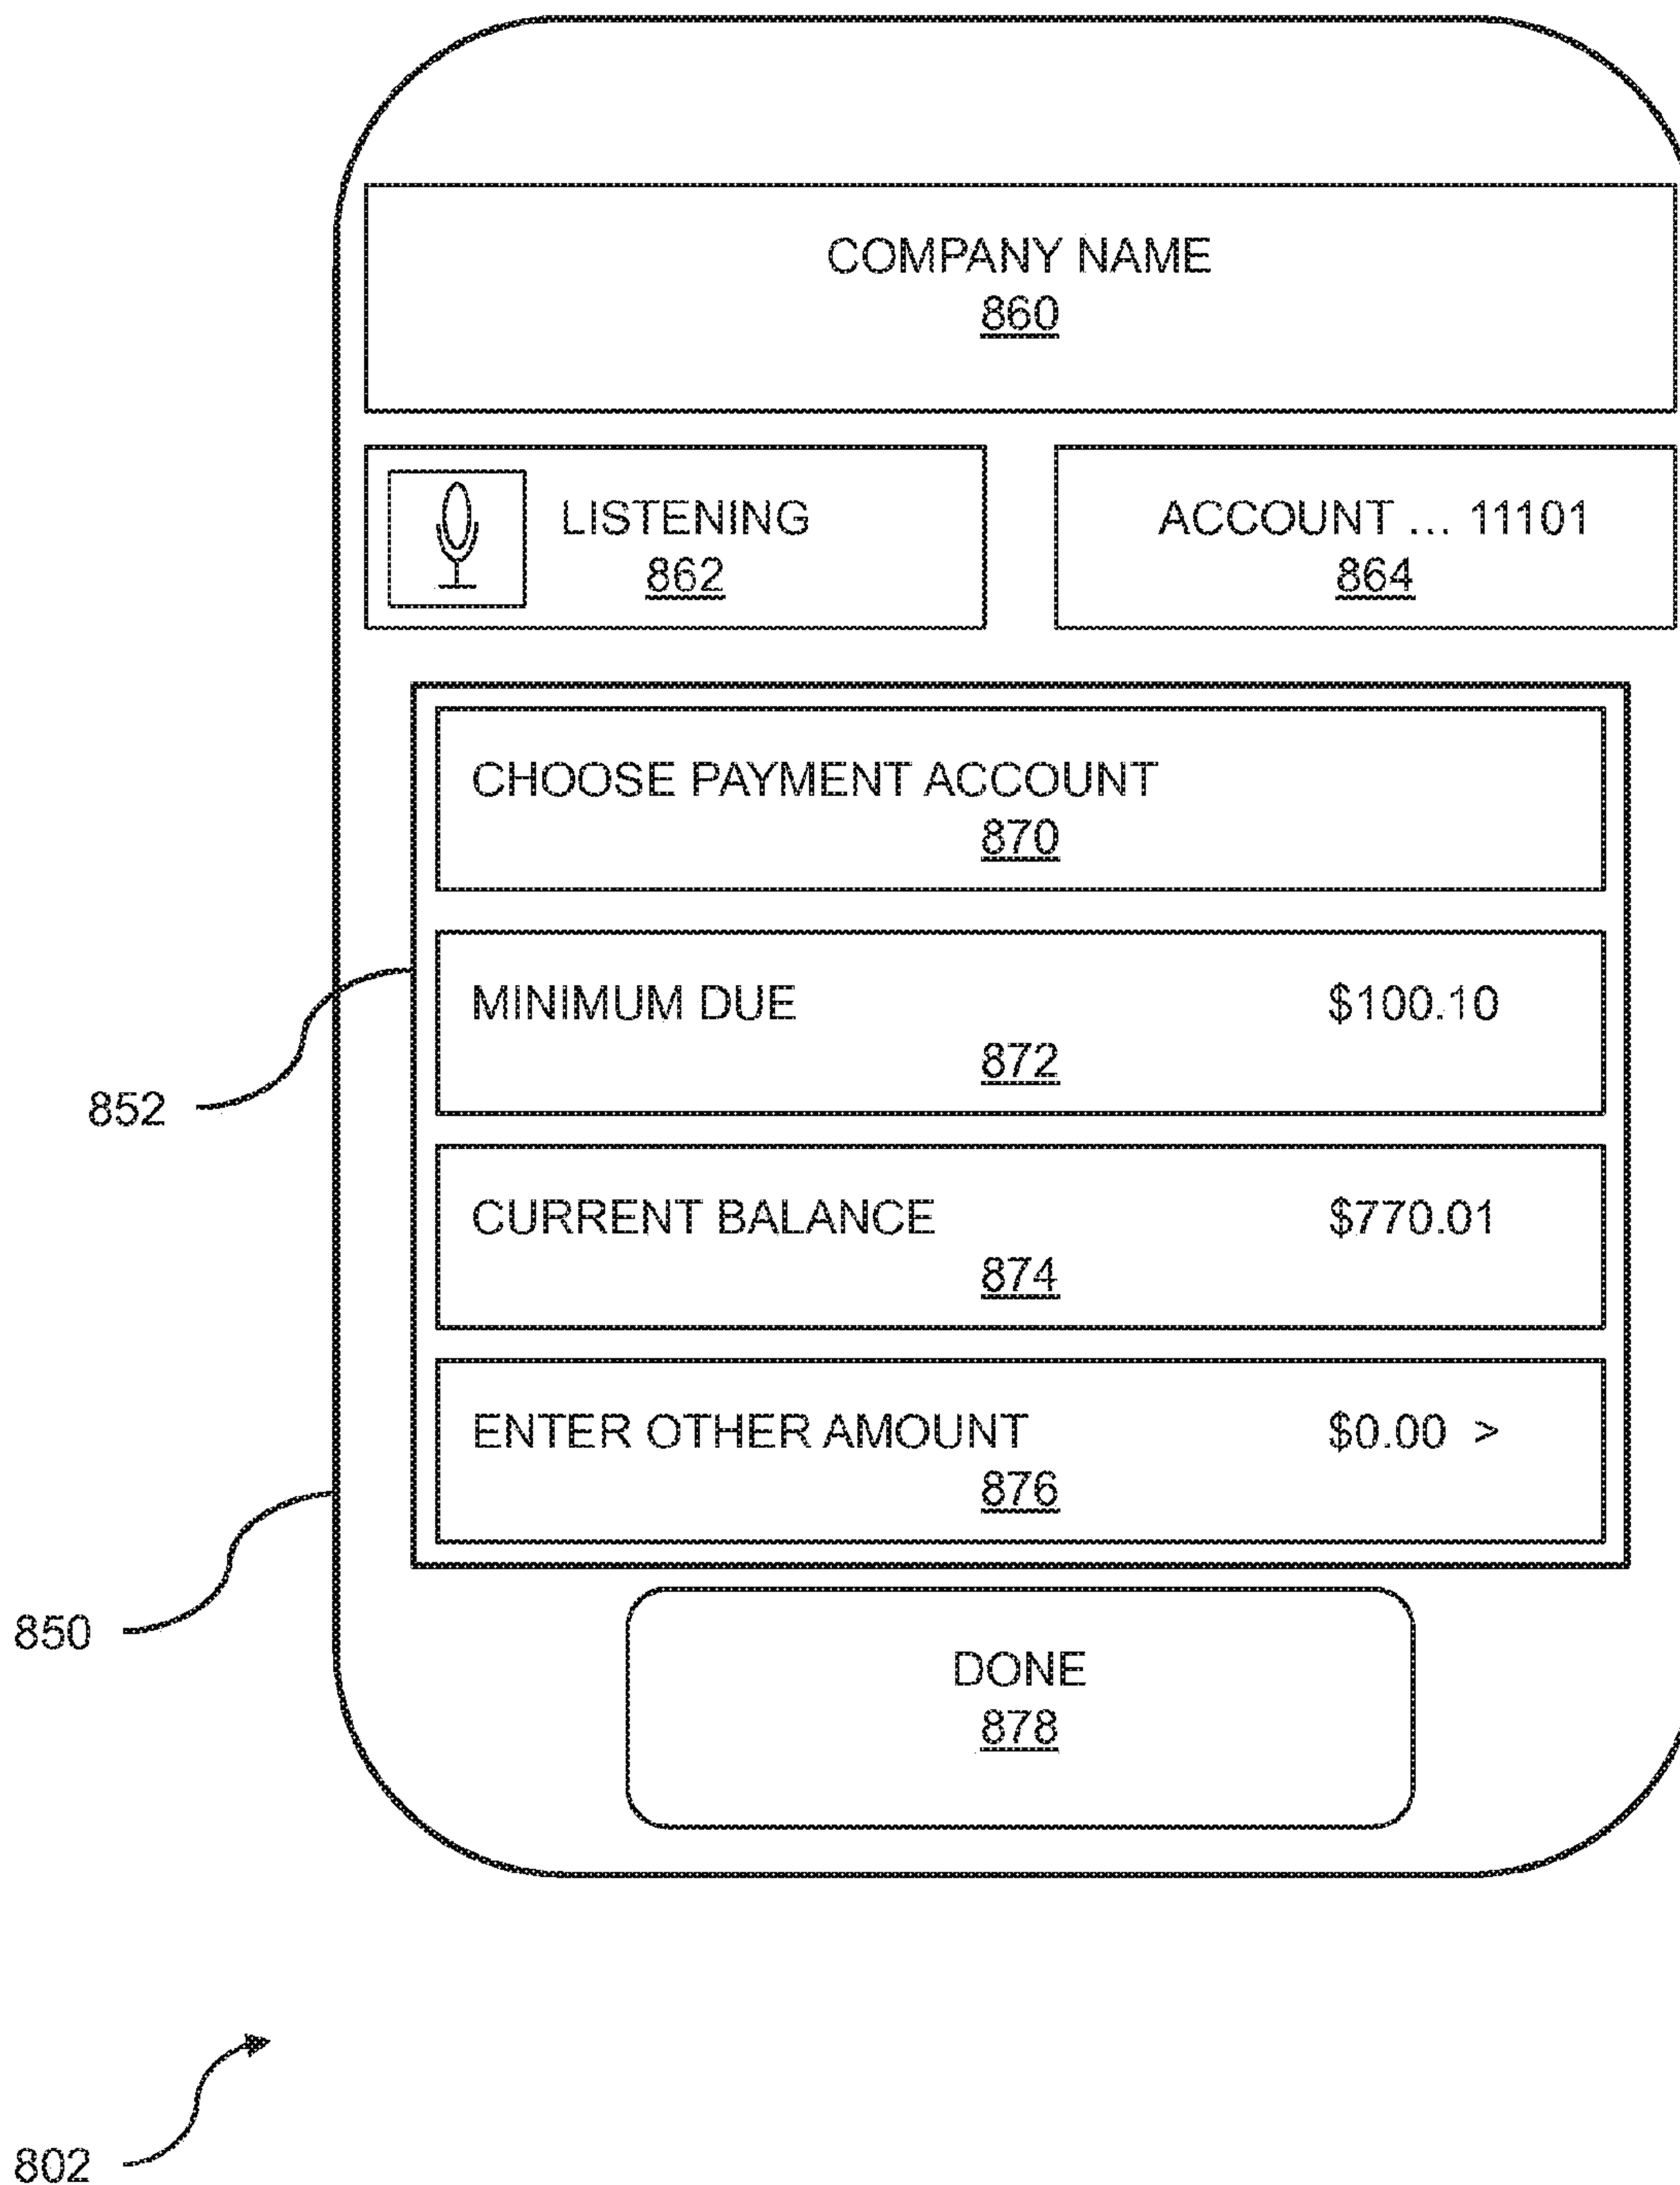 COMPANY NAME
860
LISTENING
862
ACCOUNT ... 11101
864
CHOOSE PAYMENT ACCOUNT
870
MINIMUM DUE $100.10
872
852
CURRENT BALANCE $770.01
874
ENTER OTHER AMOUNT $0.00 >
876
850
DONE
878
802